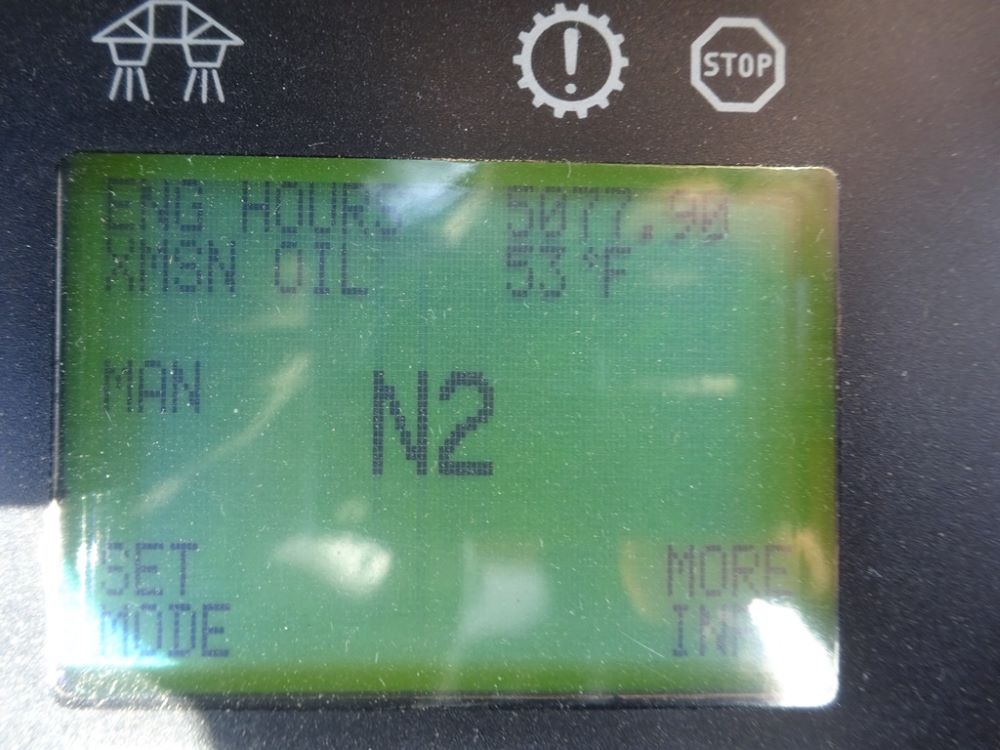 STOP
ENG HOURS 5077.90
XMSN OIL 53°F
MAN
N2
SET MORE
MODE